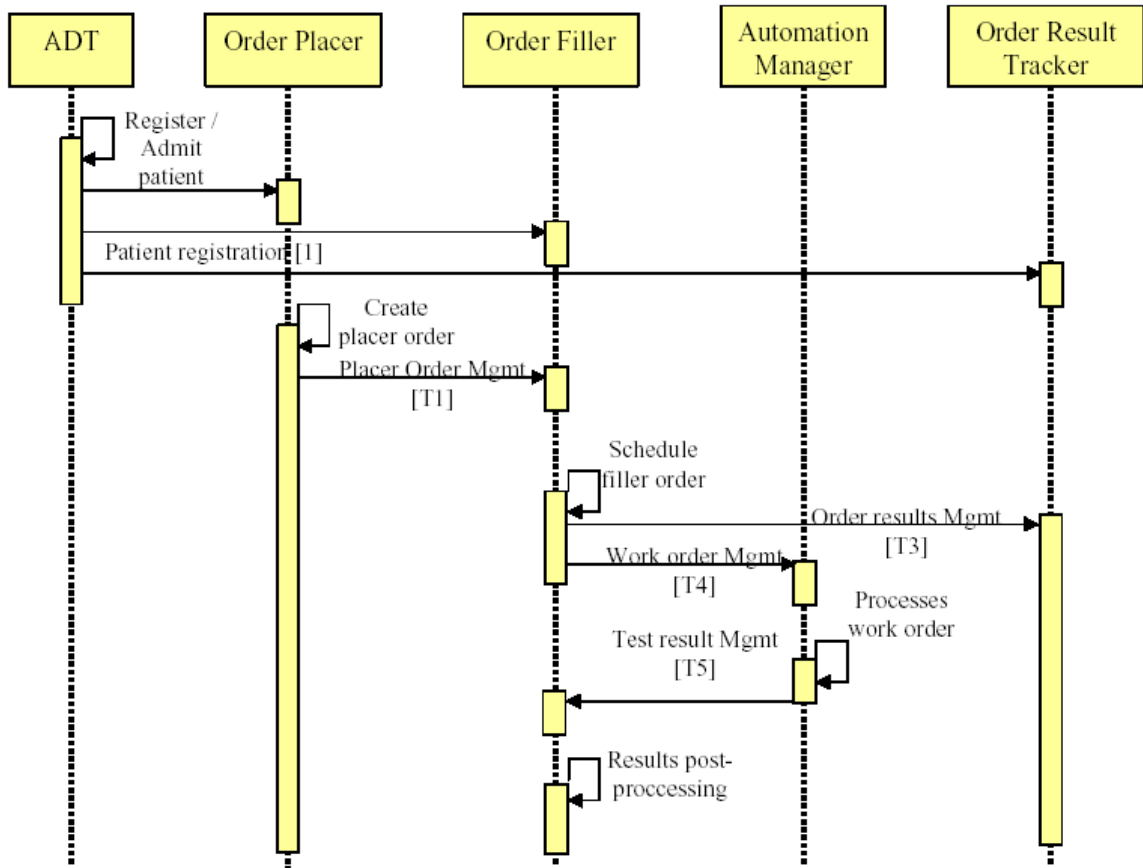 ADT
Order Placer
Order Filler
Automation
Manager
Order Result
Tracker
Register /
Admit
patient
Patient registration [1]
Create
placer order
Placer Order Mgmt
[T1]
Schedule
filler order
Order results Mgmt
[T3]
Work order Mgmt
[T4]
Processes
work order
Test result Mgmt
[T5]
Results post-
proccessing